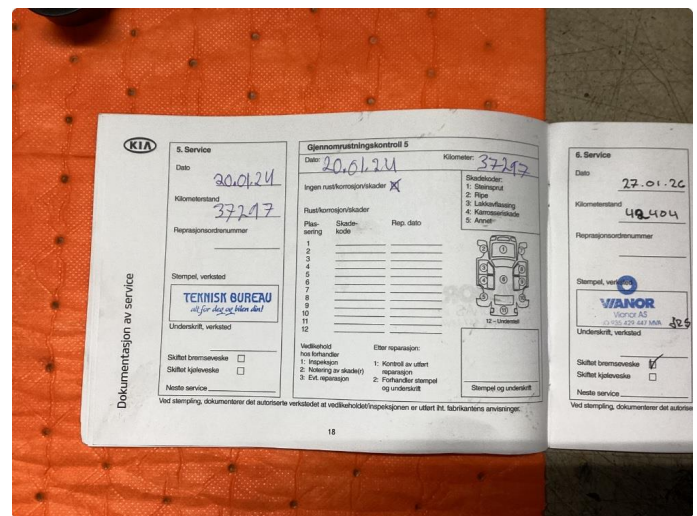 KIA
Dokumentasjon av service
5. Service
Dato
20.01.24
Kilometerstand
37217
Reprasjonsordrenummer
Stempel, verksted
TEKNISK BUREAU
alt for deg og bilen din!
Underskrift, verksted
Skiftet bremseveske
Skiftet kjøleveske
Neste service
Gjennomrustningskontroll 5
Dato: 20.01.24 Kilometer: 37217
Ingen rust/korrosjon/skader X
Skadekoder:
1: Steinsprut
2: Ripe
3: Lakkavflassing
4: Karosseriskade
5: Annet
Rust/korrosjon/skader
Plas-sering Skade-kode Rep. dato
1
2
3
4
5
6
7
8
9
10
11
12
12 – Understell
Vedlikehold
hos forhandler
1: Inspeksjon
2: Notering av skade(r)
3: Evt. reparasjon
Etter reparasjon:
1: Kontroll av utført
reparasjon
2: Forhandler stempel
og underskrift
Stempel og underskrift
Ved stempling, dokumenterer det autoriserte verkstedet at vedlikeholdet/inspeksjonen er utført iht. fabrikantens anvisninger.
18
6. Service
Dato
27.01.26
Kilometerstand
49404
Reprasjonsordrenummer
Stempel, verksted
VIANOR
Vianor AS
Underskrift, verksted
Skiftet bremseveske
Skiftet kjøleveske
Neste service
Ved stempling, dokumenterer det